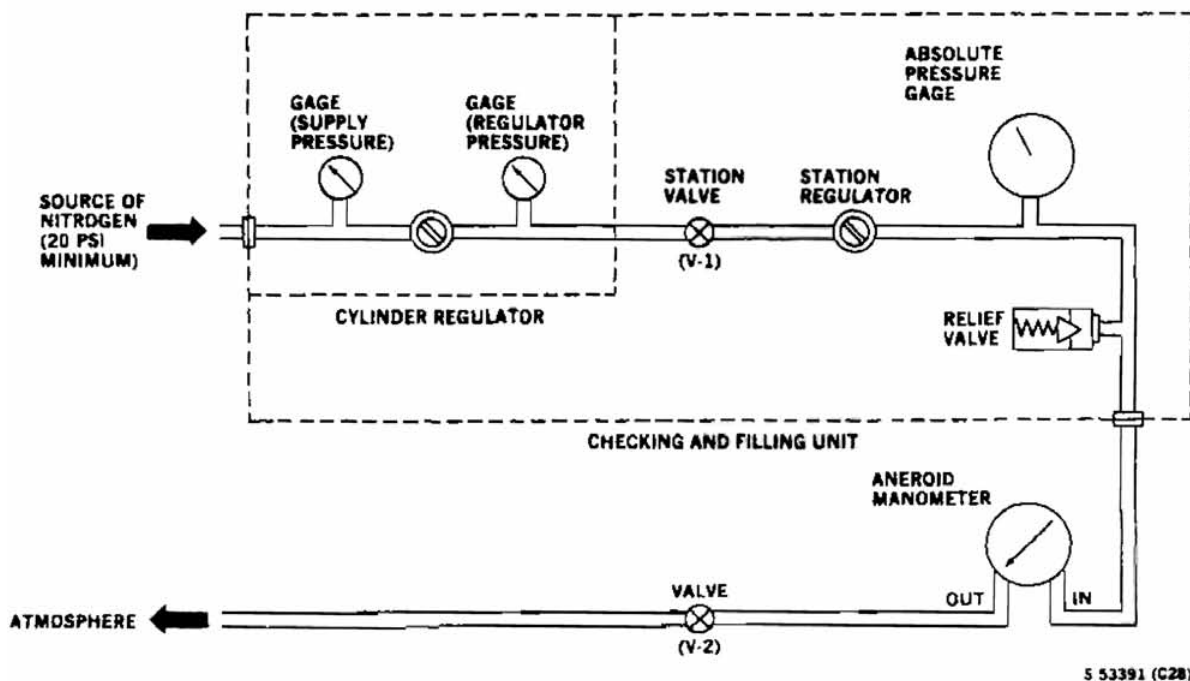 ABSOLUTE
PRESSURE
GAGE
GAGE
(SUPPLY
PRESSURE)
GAGE
(REGULATOR
PRESSURE)
STATION
VALVE
STATION
REGULATOR
SOURCE OF
NITROGEN
(20 PSI
MINIMUM)
(V-1)
CYLINDER REGULATOR
RELIEF
VALVE
CHECKING AND FILLING UNIT
ANEROID
MANOMETER
VALVE
OUT
IN
ATMOSPHERE
(V-2)
S 53391 (C28)